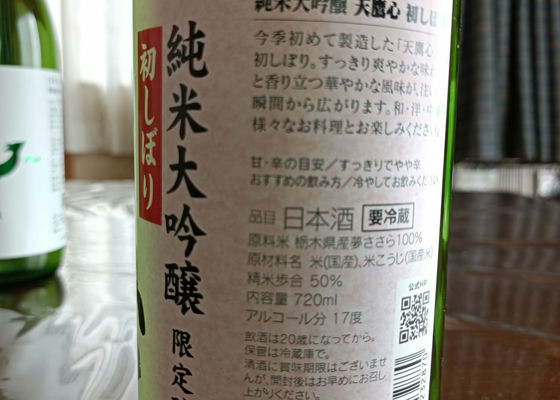 純米大吟醸
初しぼり
限定
純米大吟醸 天鷹心 初しぼ
今季初めて製造した「天鷹心」
初しぼり。すっきり爽やかな味
と香り立つ華やかな風味が、注い
瞬間から広がります。和・洋・中
様々なお料理とお楽しみください
甘・辛の目安/すっきりでやや辛
おすすめの飲み方/冷やしてお飲みくださ
品目 日本酒 要冷蔵
原料米 栃木県産夢ささら100%
原材料名 米(国産)、米こうじ(国産米)
精米歩合 50%
内容量 720ml
公式HP
アルコール分 17度
飲酒は20歳になってから。
保管は冷蔵庫で。
清酒に賞味期限はございませ
んが、開封後はお早めにお召し
上がりください。